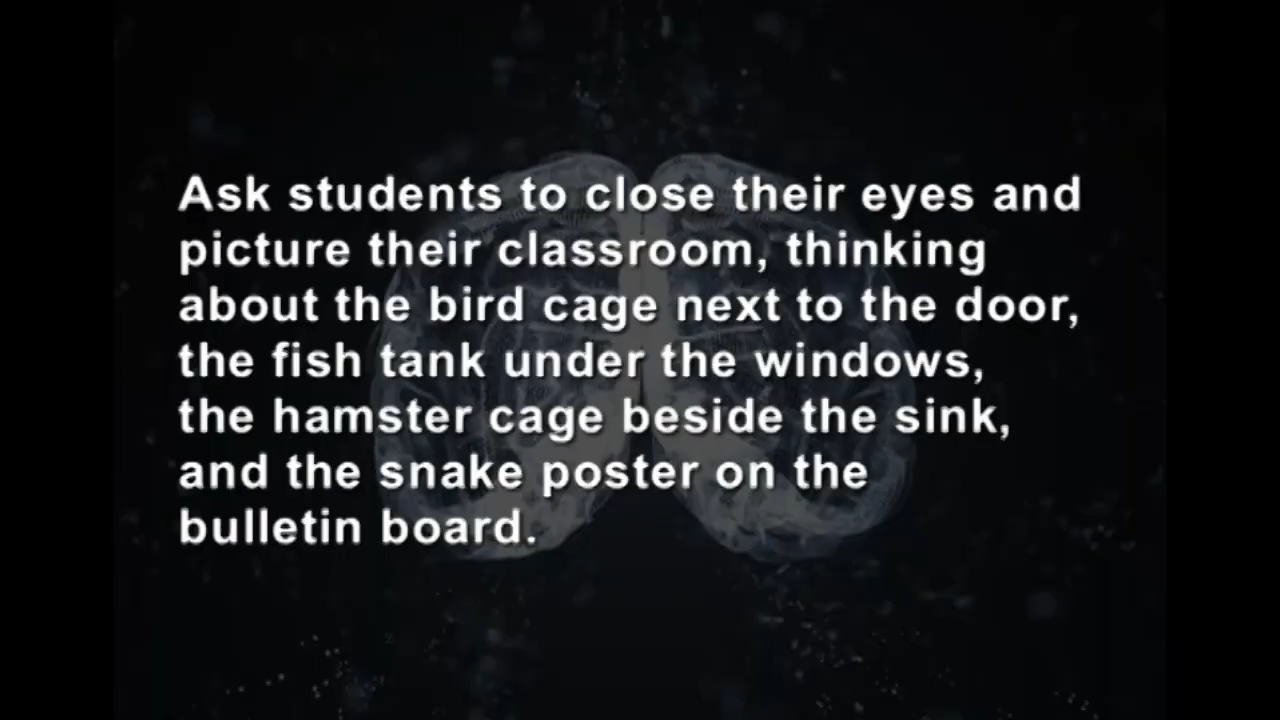 Ask students to close their eyes and
picture their classroom, thinking
about the bird cage next to the door,
the fish tank under the windows,
the hamster cage beside the sink,
and the snake poster on the
bulletin board.